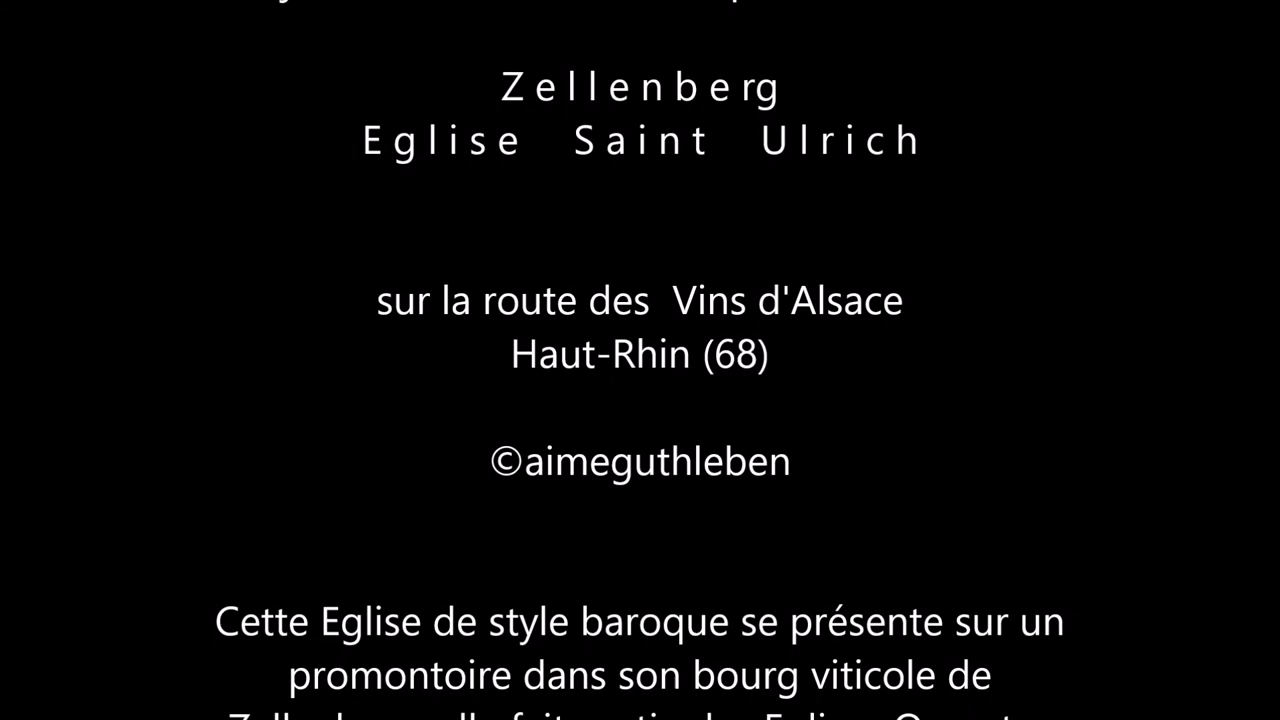 Zellenberg
Eglise Saint Ulrich
sur la route des Vins d'Alsace
Haut-Rhin (68)
©aimeguthleben
Cette Eglise de style baroque se présente sur un
promontoire dans son bourg viticole de